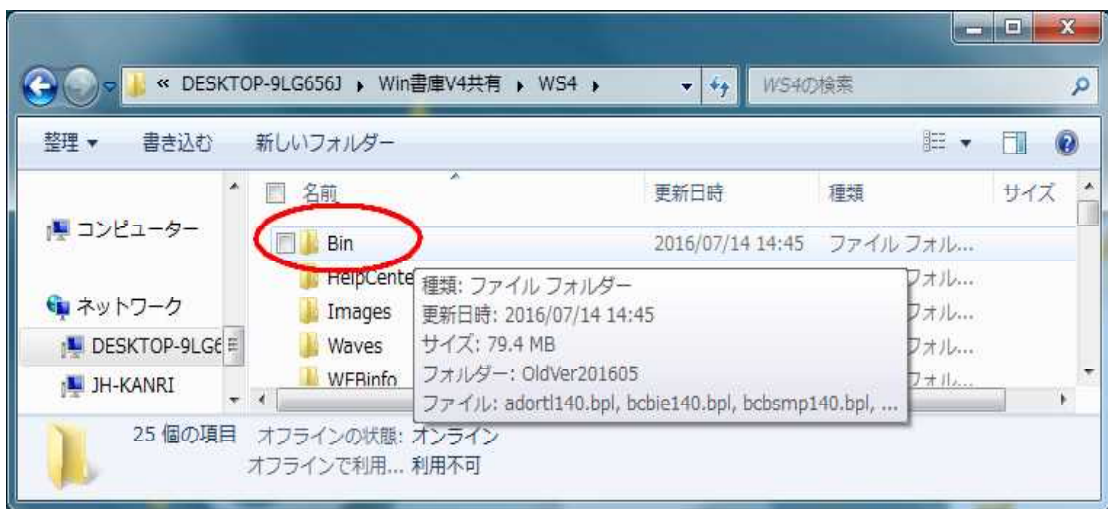 « DESKTOP-9LG656J ▸ Win書庫V4共有 ▸ WS4 ▸
WS4の検索
整理 ▼ 書き込む 新しいフォルダー
名前 更新日時 種類 サイズ
コンピューター
Bin 2016/07/14 14:45 ファイル フォル...
HelpCente フォル...
ネットワーク
Images フォル...
DESKTOP-9LG6
Waves フォル...
JH-KANRI
WEBinfo フォル...
種類: ファイル フォルダー
更新日時: 2016/07/14 14:45
サイズ: 79.4 MB
フォルダー: OldVer201605
ファイル: adortl140.bpl, bcbie140.bpl, bcbsmp140.bpl, ...
25 個の項目 オフラインの状態: オンライン
オフラインで利用... 利用不可